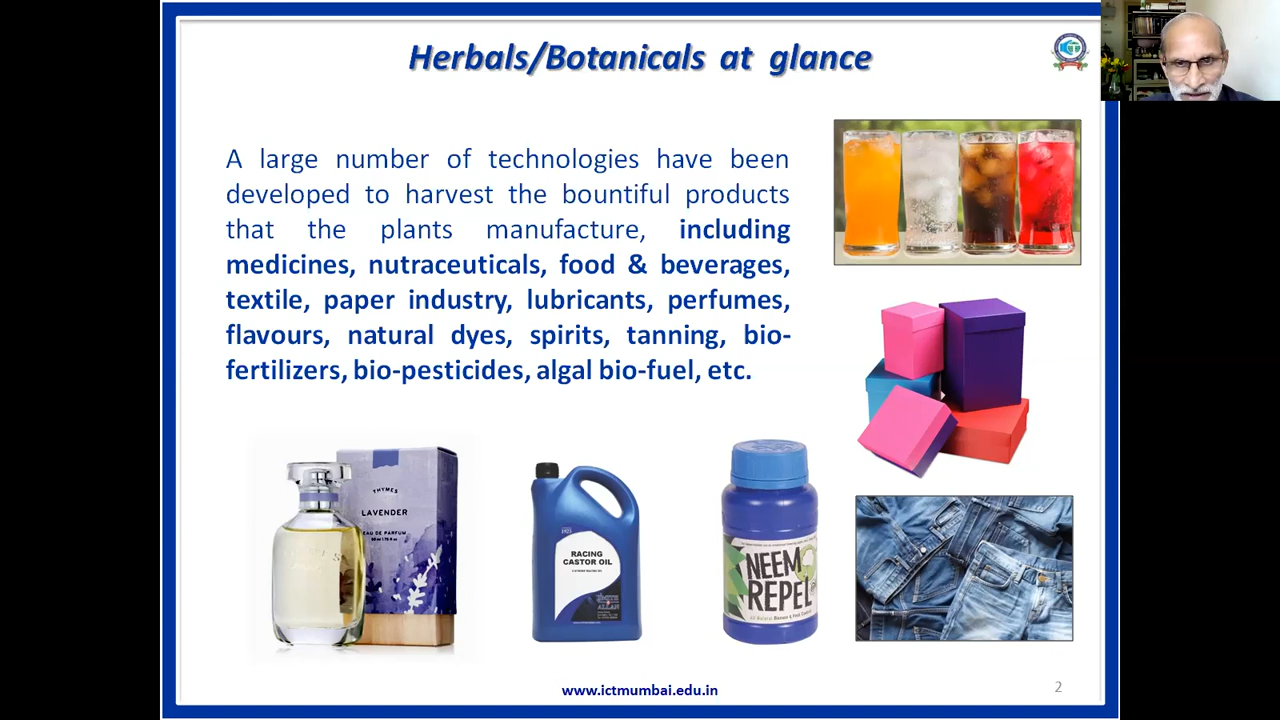 Herbals/Botanicals at glance
A large number of technologies have been
developed to harvest the bountiful products
that the plants manufacture, including
medicines, nutraceuticals, food & beverages,
textile, paper industry, lubricants, perfumes,
flavours, natural dyes, spirits, tanning, bio-
fertilizers, bio-pesticides, algal bio-fuel, etc.
THYMES
LAVENDER
EAU DE PARFUM
RACING
CASTOR OIL
NEEM
REPEL
www.ictmumbai.edu.in
2